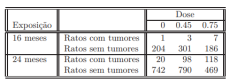 Dose
Exposição 0 0.45 0.75
16 meses Ratos com tumores 1 3 7
Ratos sem tumores 204 301 186
24 meses Ratos com tumores 20 98 118
Ratos sem tumores 742 790 469